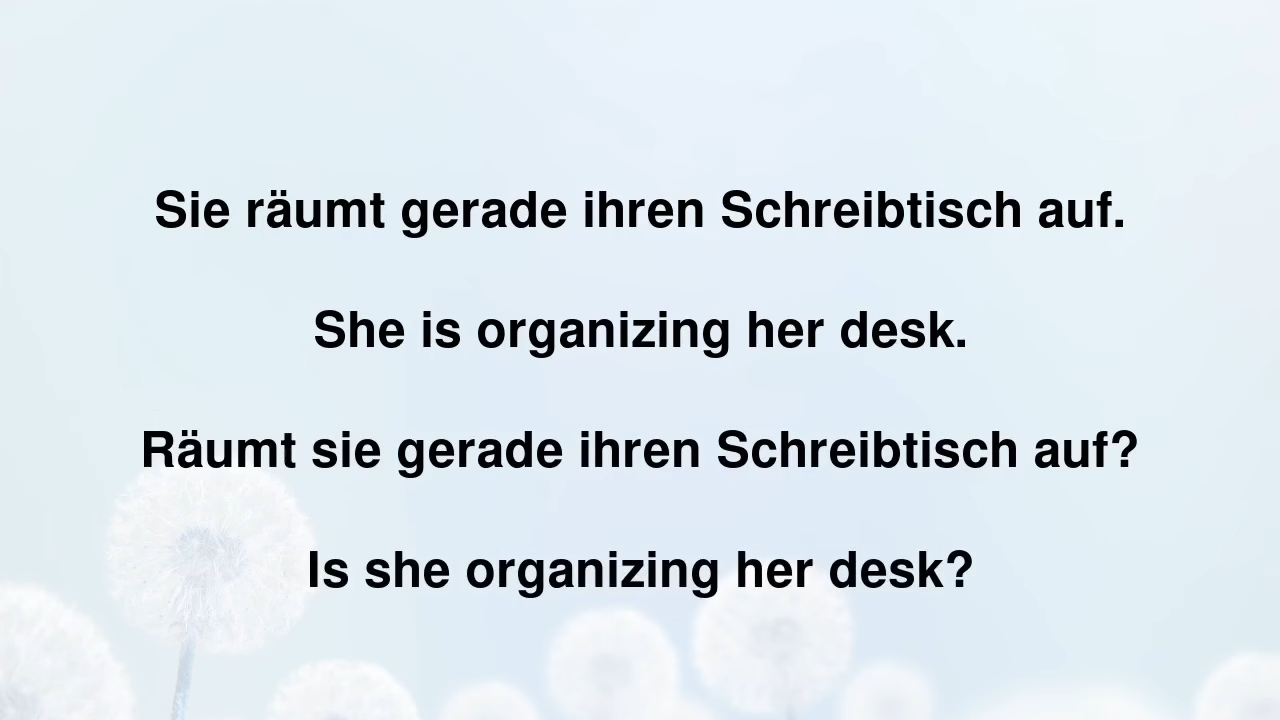 Sie räumt gerade ihren Schreibtisch auf.
She is organizing her desk.
Räumt sie gerade ihren Schreibtisch auf?
Is she organizing her desk?